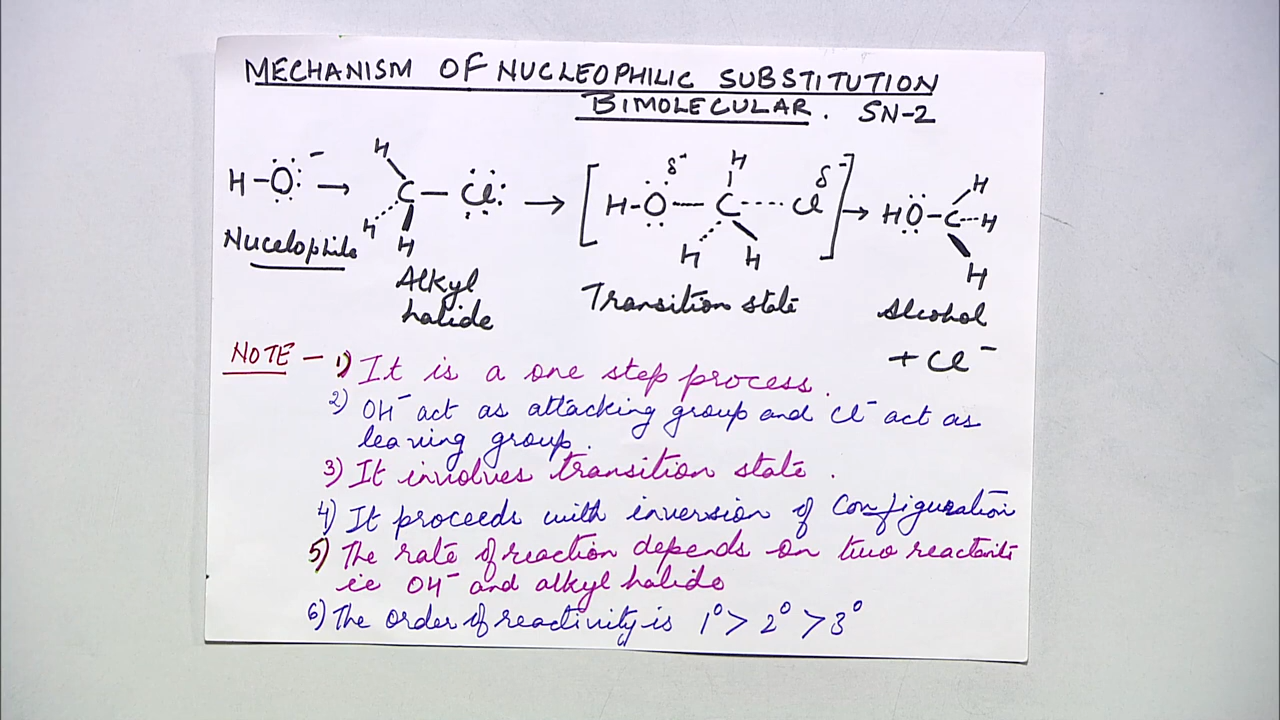 MECHANISM OF NUCLEOPHILIC SUBSTITUTION
BIMOLECULAR. SN-2
H-O:⁻ → H C-Cl: H H → [H-O δ⁻ — C ---- Cl δ⁻ H H H] → HO-C H --H H
Nucelophile
Alkyl
halide
Transition state
Alcohol
+ Cl⁻
NOTE - 1) It is a one step process.
2) OH⁻ act as attacking group and Cl⁻ act as
leaving group.
3) It involves transition state.
4) It proceeds with inversion of configuration
5) The rate of reaction depends on two reactants
ie OH⁻ and alkyl halide
6) The order of reactivity is 1° > 2° > 3°